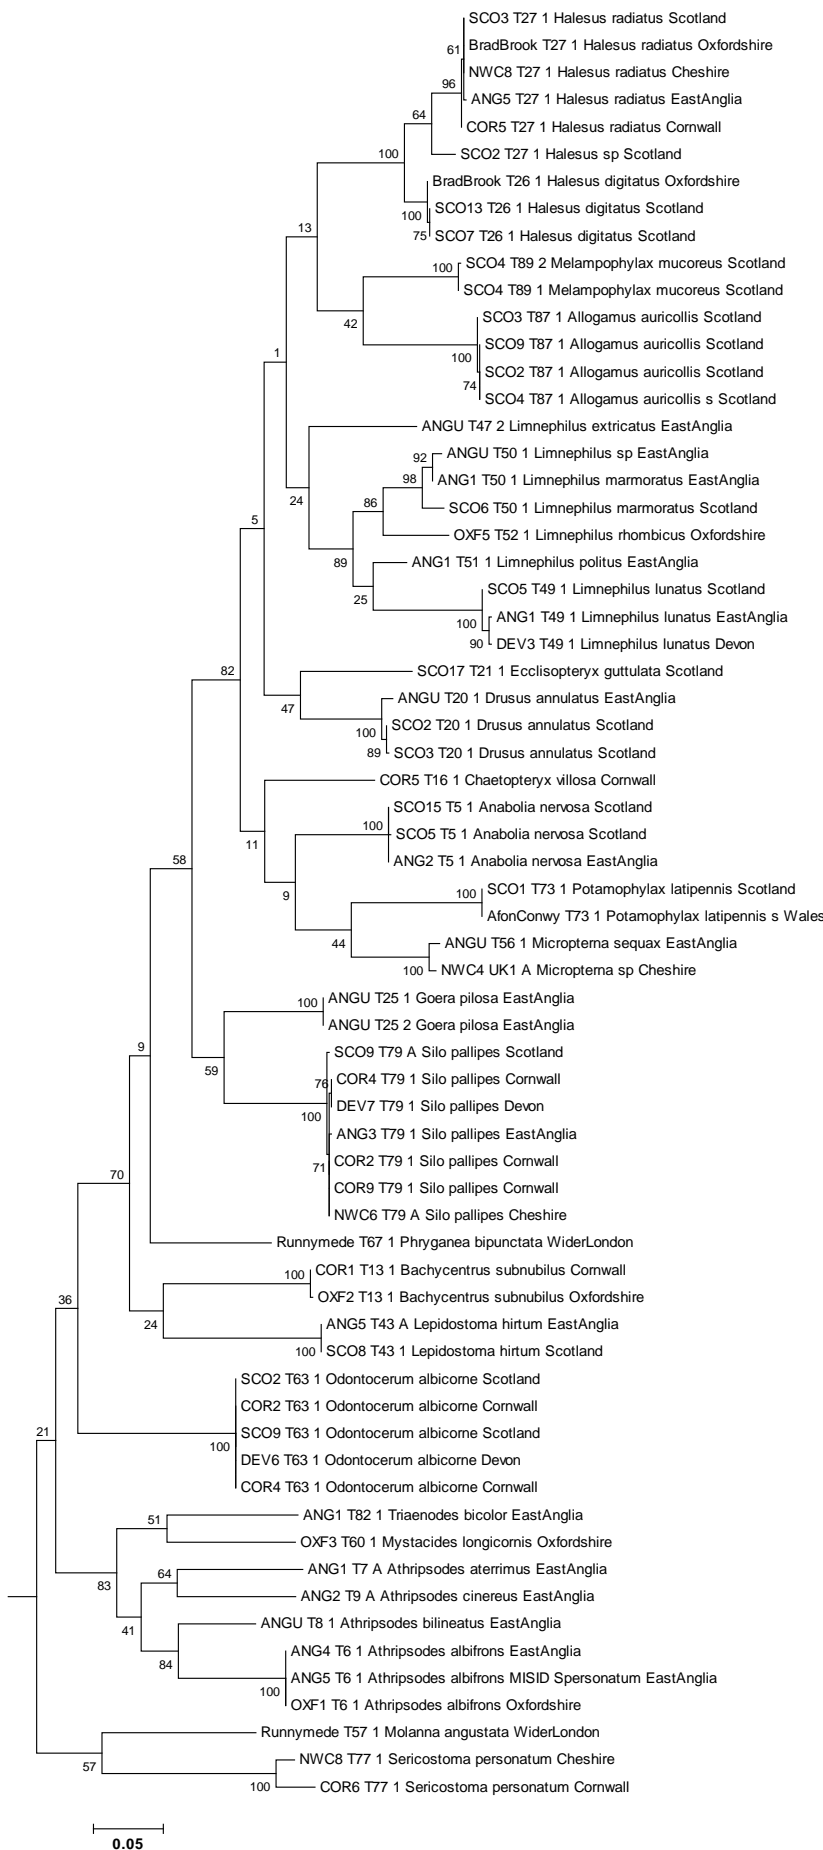 SCO3 T27 1 Halesus radiatus Scotland
61
BradBrook T27 1 Halesus radiatus Oxfordshire
NWC8 T27 1 Halesus radiatus Cheshire
96
ANG5 T27 1 Halesus radiatus EastAnglia
64
COR5 T27 1 Halesus radiatus Cornwall
100
SCO2 T27 1 Halesus sp Scotland
BradBrook T26 1 Halesus digitatus Oxfordshire
100
SCO13 T26 1 Halesus digitatus Scotland
13
75
SCO7 T26 1 Halesus digitatus Scotland
100
SCO4 T89 2 Melampophylax mucoreus Scotland
SCO4 T89 1 Melampophylax mucoreus Scotland
42
SCO3 T87 1 Allogamus auricollis Scotland
SCO9 T87 1 Allogamus auricollis Scotland
100
1
SCO2 T87 1 Allogamus auricollis Scotland
74
SCO4 T87 1 Allogamus auricollis s Scotland
ANGU T47 2 Limnephilus extricatus EastAnglia
92
ANGU T50 1 Limnephilus sp EastAnglia
98
ANG1 T50 1 Limnephilus marmoratus EastAnglia
24
86
SCO6 T50 1 Limnephilus marmoratus Scotland
5
OXF5 T52 1 Limnephilus rhombicus Oxfordshire
89
ANG1 T51 1 Limnephilus politus EastAnglia
25
SCO5 T49 1 Limnephilus lunatus Scotland
100
ANG1 T49 1 Limnephilus lunatus EastAnglia
90
DEV3 T49 1 Limnephilus lunatus Devon
82
SCO17 T21 1 Ecclisopteryx guttulata Scotland
47
ANGU T20 1 Drusus annulatus EastAnglia
100
SCO2 T20 1 Drusus annulatus Scotland
89
SCO3 T20 1 Drusus annulatus Scotland
COR5 T16 1 Chaetopteryx villosa Cornwall
SCO15 T5 1 Anabolia nervosa Scotland
11
100
SCO5 T5 1 Anabolia nervosa Scotland
58
ANG2 T5 1 Anabolia nervosa EastAnglia
9
100
SCO1 T73 1 Potamophylax latipennis Scotland
AfonConwy T73 1 Potamophylax latipennis s Wales
44
ANGU T56 1 Micropterna sequax EastAnglia
100
NWC4 UK1 A Micropterna sp Cheshire
100
ANGU T25 1 Goera pilosa EastAnglia
ANGU T25 2 Goera pilosa EastAnglia
9
59
SCO9 T79 A Silo pallipes Scotland
76
COR4 T79 1 Silo pallipes Cornwall
100
DEV7 T79 1 Silo pallipes Devon
ANG3 T79 1 Silo pallipes EastAnglia
71
COR2 T79 1 Silo pallipes Cornwall
70
COR9 T79 1 Silo pallipes Cornwall
NWC6 T79 A Silo pallipes Cheshire
Runnymede T67 1 Phryganea bipunctata WiderLondon
100
COR1 T13 1 Bachycentrus subnubilus Cornwall
36
OXF2 T13 1 Bachycentrus subnubilus Oxfordshire
24
ANG5 T43 A Lepidostoma hirtum EastAnglia
100
SCO8 T43 1 Lepidostoma hirtum Scotland
SCO2 T63 1 Odontocerum albicorne Scotland
COR2 T63 1 Odontocerum albicorne Cornwall
21
SCO9 T63 1 Odontocerum albicorne Scotland
100
DEV6 T63 1 Odontocerum albicorne Devon
COR4 T63 1 Odontocerum albicorne Cornwall
51
ANG1 T82 1 Triaenodes bicolor EastAnglia
OXF3 T60 1 Mystacides longicornis Oxfordshire
83
64
ANG1 T7 A Athripsodes aterrimus EastAnglia
ANG2 T9 A Athripsodes cinereus EastAnglia
41
ANGU T8 1 Athripsodes bilineatus EastAnglia
84
ANG4 T6 1 Athripsodes albifrons EastAnglia
ANG5 T6 1 Athripsodes albifrons MISID Spersonatum EastAnglia
100
OXF1 T6 1 Athripsodes albifrons Oxfordshire
Runnymede T57 1 Molanna angustata WiderLondon
57
NWC8 T77 1 Sericostoma personatum Cheshire
100
COR6 T77 1 Sericostoma personatum Cornwall
0.05